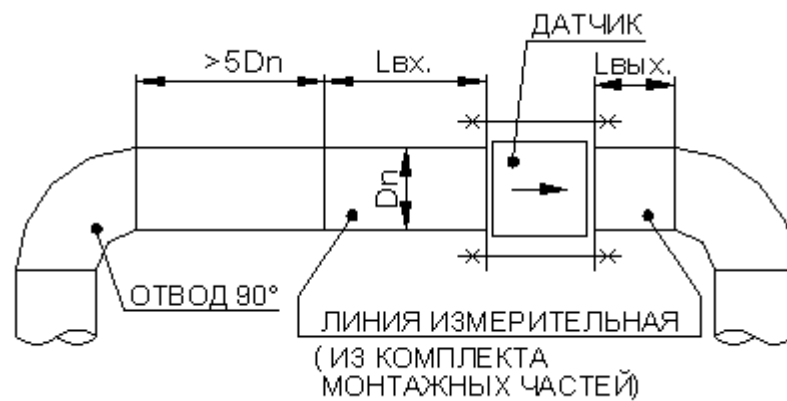 ДАТЧИК
>5Dn
Lвх.
Lвых.
Dn
ОТВОД 90°
ЛИНИЯ ИЗМЕРИТЕЛЬНАЯ
(ИЗ КОМПЛЕКТА
МОНТАЖНЫХ ЧАСТЕЙ)